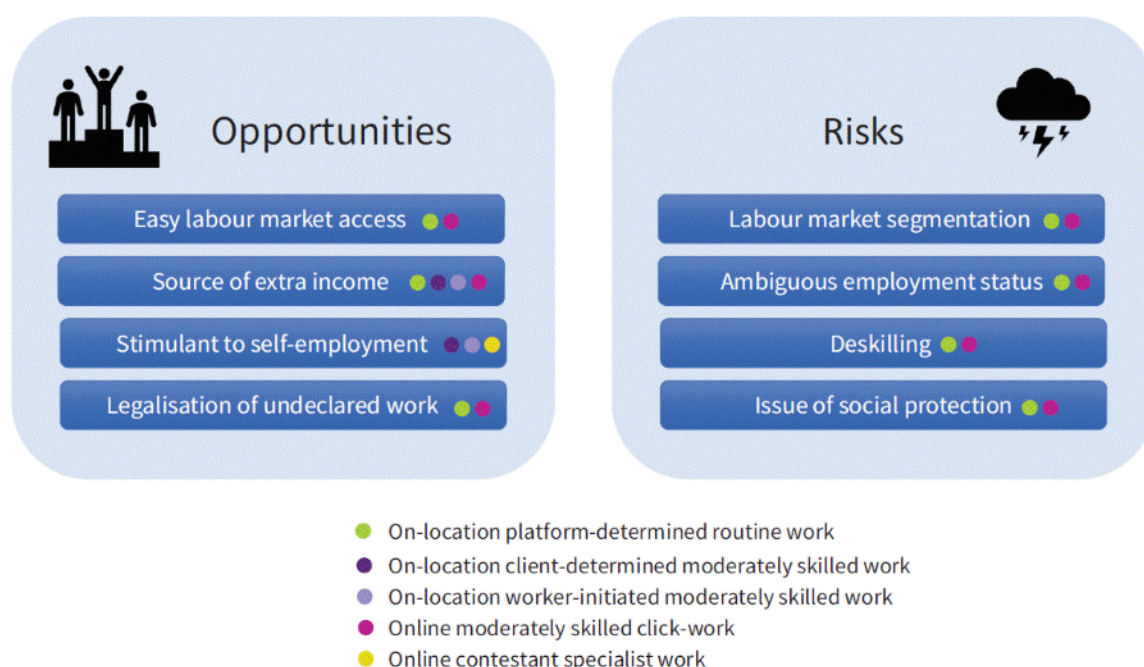 Opportunities
Easy labour market access
Source of extra income
Stimulant to self-employment
Legalisation of undeclared work
Risks
Labour market segmentation
Ambiguous employment status
Deskilling
Issue of social protection
On-location platform-determined routine work
On-location client-determined moderately skilled work
On-location worker-initiated moderately skilled work
Online moderately skilled click-work
Online contestant specialist work